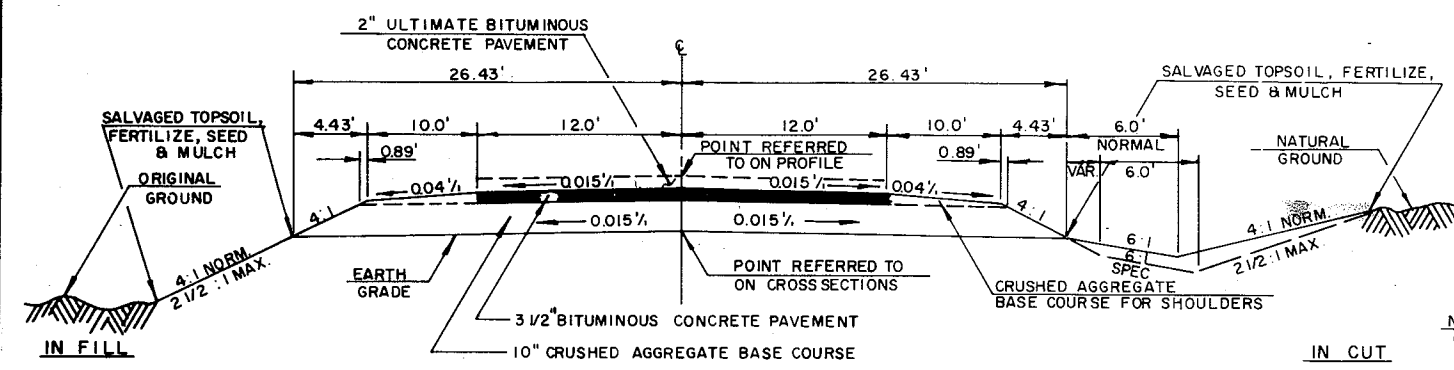 2" ULTIMATE BITUMINOUS
CONCRETE PAVEMENT
℄
26.43'
26.43'
SALVAGED TOPSOIL, FERTILIZE,
SEED & MULCH
SALVAGED TOPSOIL,
FERTILIZE, SEED
& MULCH
4.43'
10.0'
12.0'
12.0'
10.0'
4.43'
6.0'
NORMAL
0.89'
POINT REFERRED
TO ON PROFILE
0.89'
VAR.
6.0'
NATURAL
GROUND
ORIGINAL
GROUND
0.04'/1
0.015'/1
0.015'/1
0.04'/1
4:1
0.015'/1
0.015'/1
4:1
4:1 NORM.
2 1/2:1 MAX.
6:1
6:1
SPEC
4:1 NORM.
2 1/2:1 MAX.
EARTH
GRADE
POINT REFERRED TO
ON CROSS SECTIONS
CRUSHED AGGREGATE
BASE COURSE FOR SHOULDERS
3 1/2" BITUMINOUS CONCRETE PAVEMENT
10" CRUSHED AGGREGATE BASE COURSE
IN FILL
IN CUT